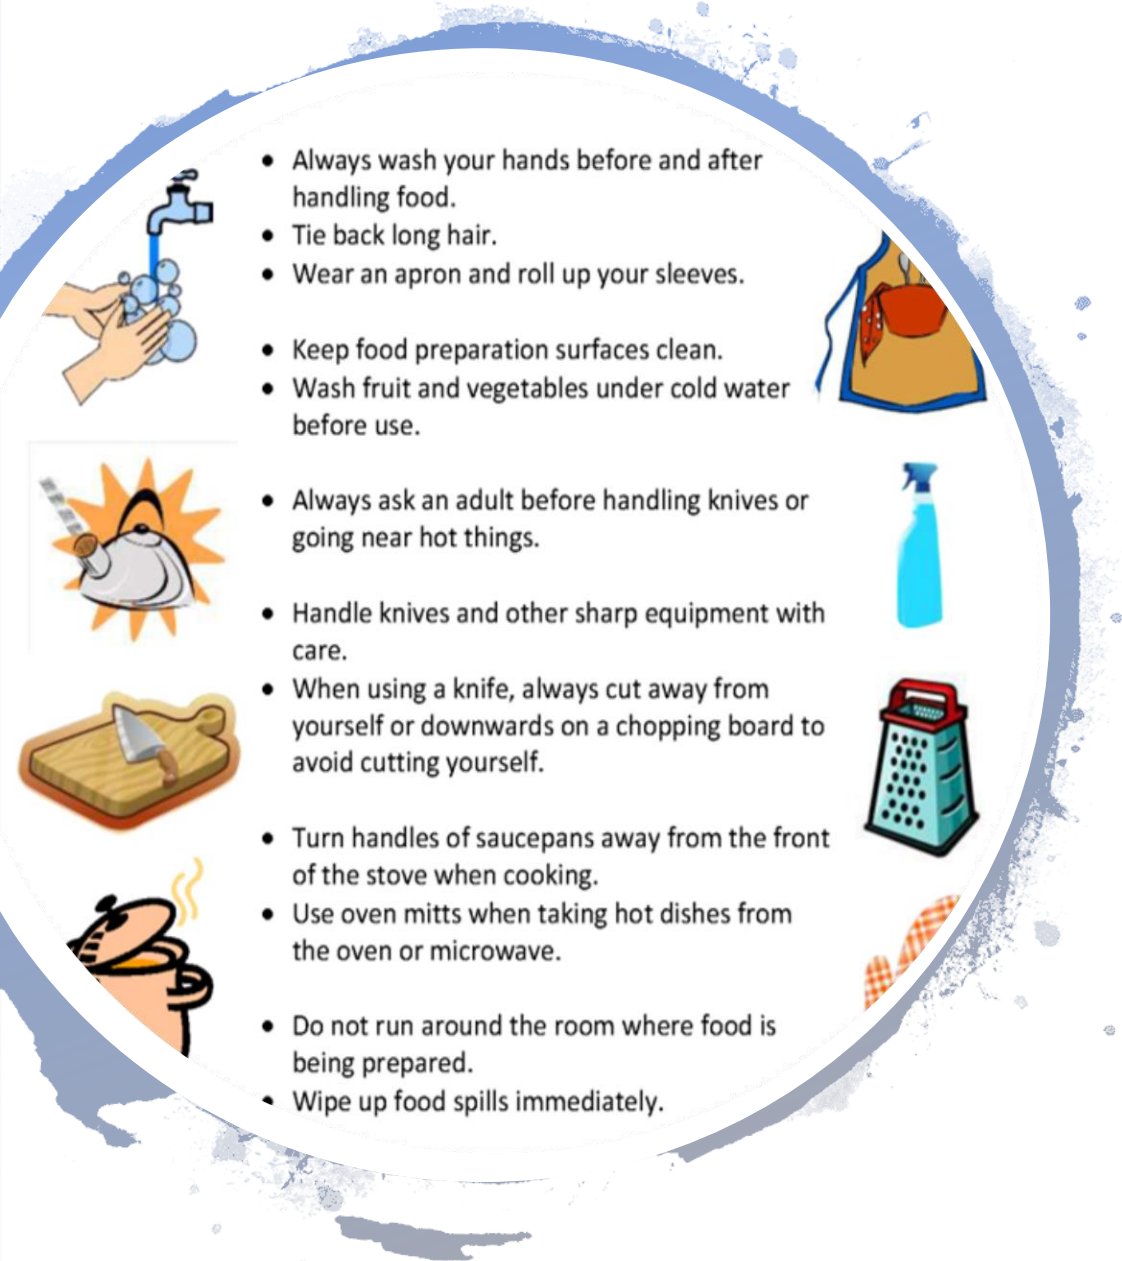 • Always wash your hands before and after
handling food.
• Tie back long hair.
• Wear an apron and roll up your sleeves.
• Keep food preparation surfaces clean.
• Wash fruit and vegetables under cold water
before use.
• Always ask an adult before handling knives or
going near hot things.
• Handle knives and other sharp equipment with
care.
• When using a knife, always cut away from
yourself or downwards on a chopping board to
avoid cutting yourself.
• Turn handles of saucepans away from the front
of the stove when cooking.
• Use oven mitts when taking hot dishes from
the oven or microwave.
• Do not run around the room where food is
being prepared.
• Wipe up food spills immediately.